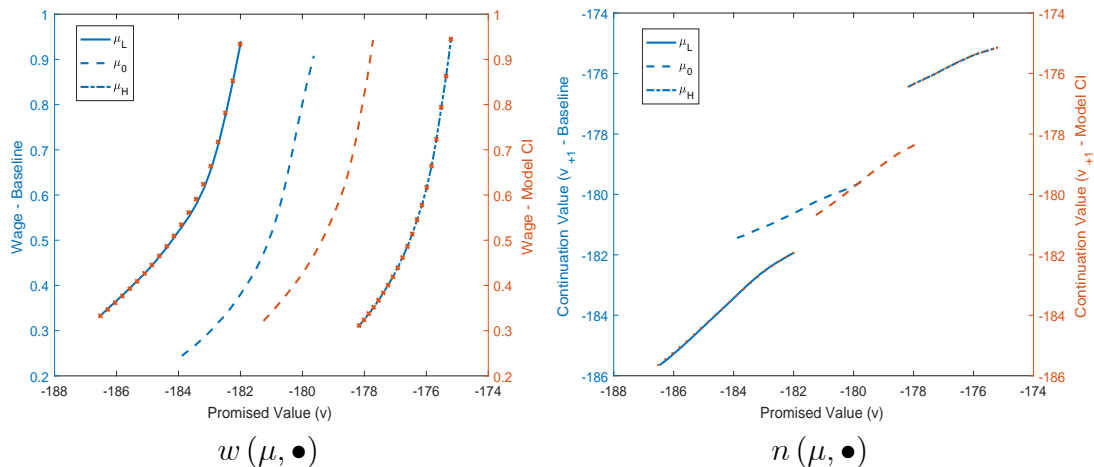 1
0.9
0.8
0.7
0.6
0.5
0.4
0.3
0.2
Wage - Baseline
μL
μ0
μH
1
0.9
0.8
0.7
0.6
0.5
0.4
0.3
0.2
Wage - Model CI
-188 -186 -184 -182 -180 -178 -176 -174
Promised Value (v)
w (μ, •)
-174
-176
-178
-180
-182
-184
-186
Continuation Value (v+1 - Baseline
μL
μ0
μH
-174
-176
-178
-180
-182
-184
-186
Continuation Value (v+1 - Model CI
-188 -186 -184 -182 -180 -178 -176 -174
Promised Value (v)
n (μ, •)